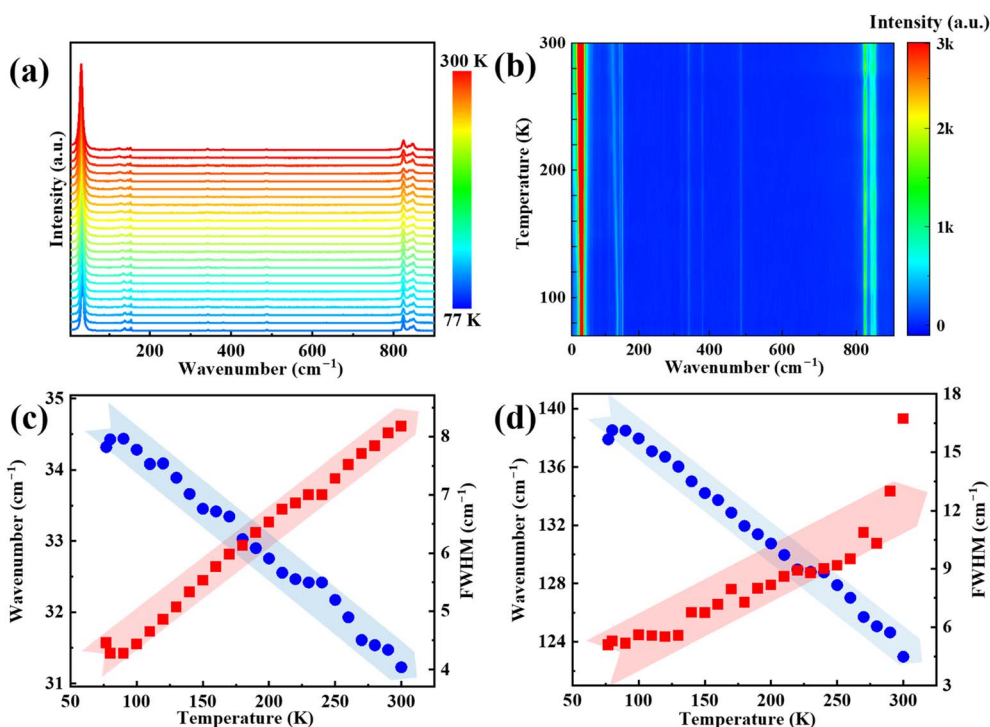 (a)
300 K
77 K
Intensity (a.u.)
200 400 600 800
Wavenumber (cm⁻¹)
(b)
Intensity (a.u.)
3k
2k
1k
0
Temperature (K)
300
200
100
0 200 400 600 800
Wavenumber (cm⁻¹)
(c)
Wavenumber (cm⁻¹)
35
34
33
32
31
FWHM (cm⁻¹)
8
7
6
5
4
50 100 150 200 250 300
Temperature (K)
(d)
Wavenumber (cm⁻¹)
140
136
132
128
124
FWHM (cm⁻¹)
18
15
12
9
6
3
50 100 150 200 250 300
Temperature (K)